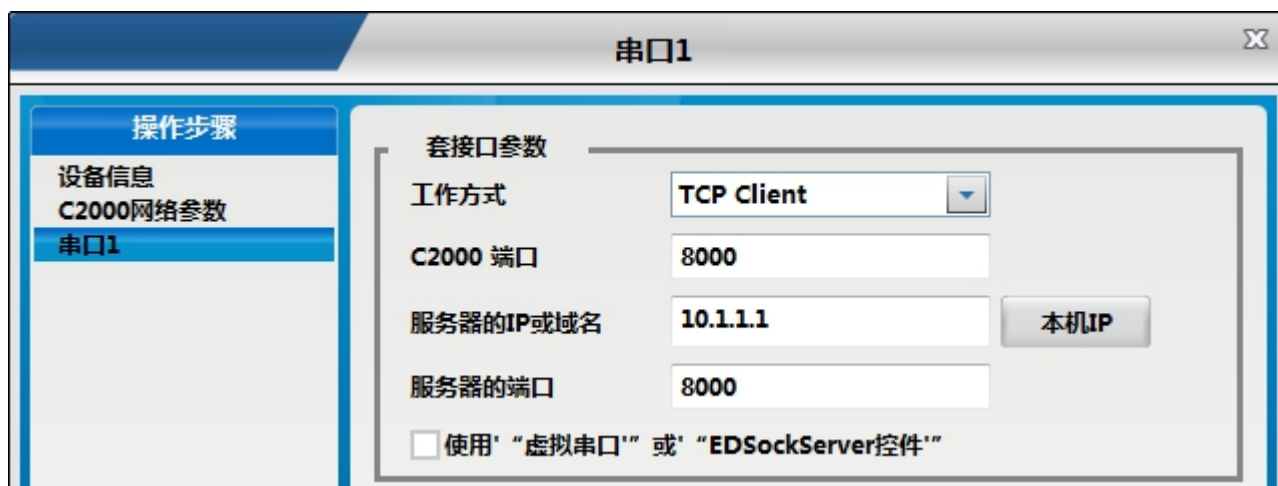 串口1
操作步骤
设备信息
C2000网络参数
串口1
套接口参数
工作方式 TCP Client
C2000 端口 8000
服务器的IP或域名 10.1.1.1 本机IP
服务器的端口 8000
使用'“虚拟串口'”或'“EDSockServer控件'”